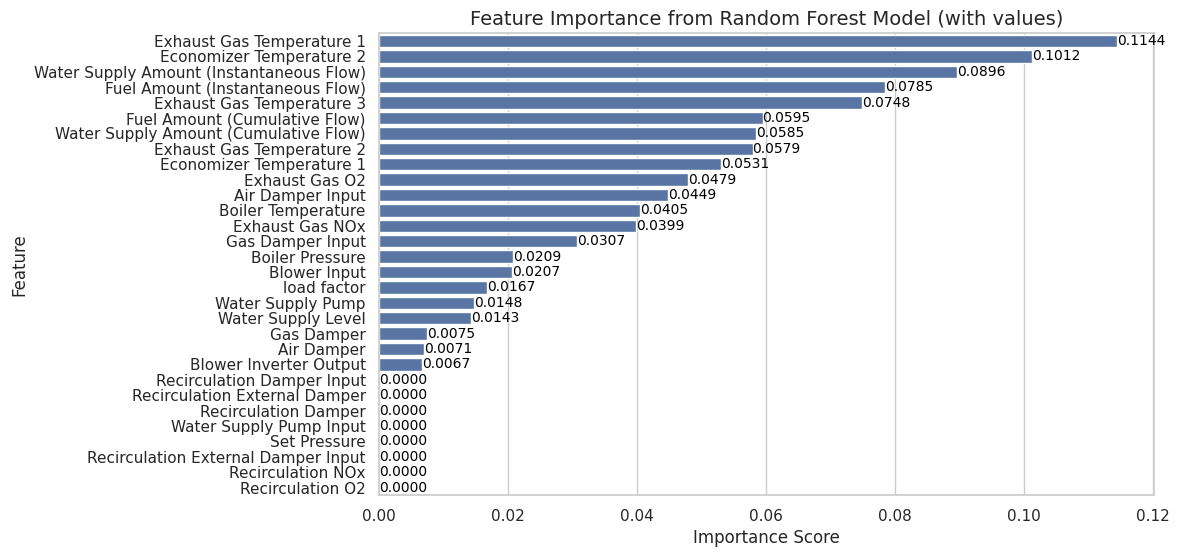 Feature Importance from Random Forest Model (with values)
Exhaust Gas Temperature 1 0.1144
Economizer Temperature 2 0.1012
Water Supply Amount (Instantaneous Flow) 0.0896
Fuel Amount (Instantaneous Flow) 0.0785
Exhaust Gas Temperature 3 0.0748
Fuel Amount (Cumulative Flow) 0.0595
Water Supply Amount (Cumulative Flow) 0.0585
Exhaust Gas Temperature 2 0.0579
Economizer Temperature 1 0.0531
Exhaust Gas O2 0.0479
Air Damper Input 0.0449
Boiler Temperature 0.0405
Exhaust Gas NOx 0.0399
Gas Damper Input 0.0307
Boiler Pressure 0.0209
Blower Input 0.0207
load factor 0.0167
Water Supply Pump 0.0148
Water Supply Level 0.0143
Gas Damper 0.0075
Air Damper 0.0071
Blower Inverter Output 0.0067
Recirculation Damper Input 0.0000
Recirculation External Damper 0.0000
Recirculation Damper 0.0000
Water Supply Pump Input 0.0000
Set Pressure 0.0000
Recirculation External Damper Input 0.0000
Recirculation NOx 0.0000
Recirculation O2 0.0000
Feature
0.00 0.02 0.04 0.06 0.08 0.10 0.12
Importance Score